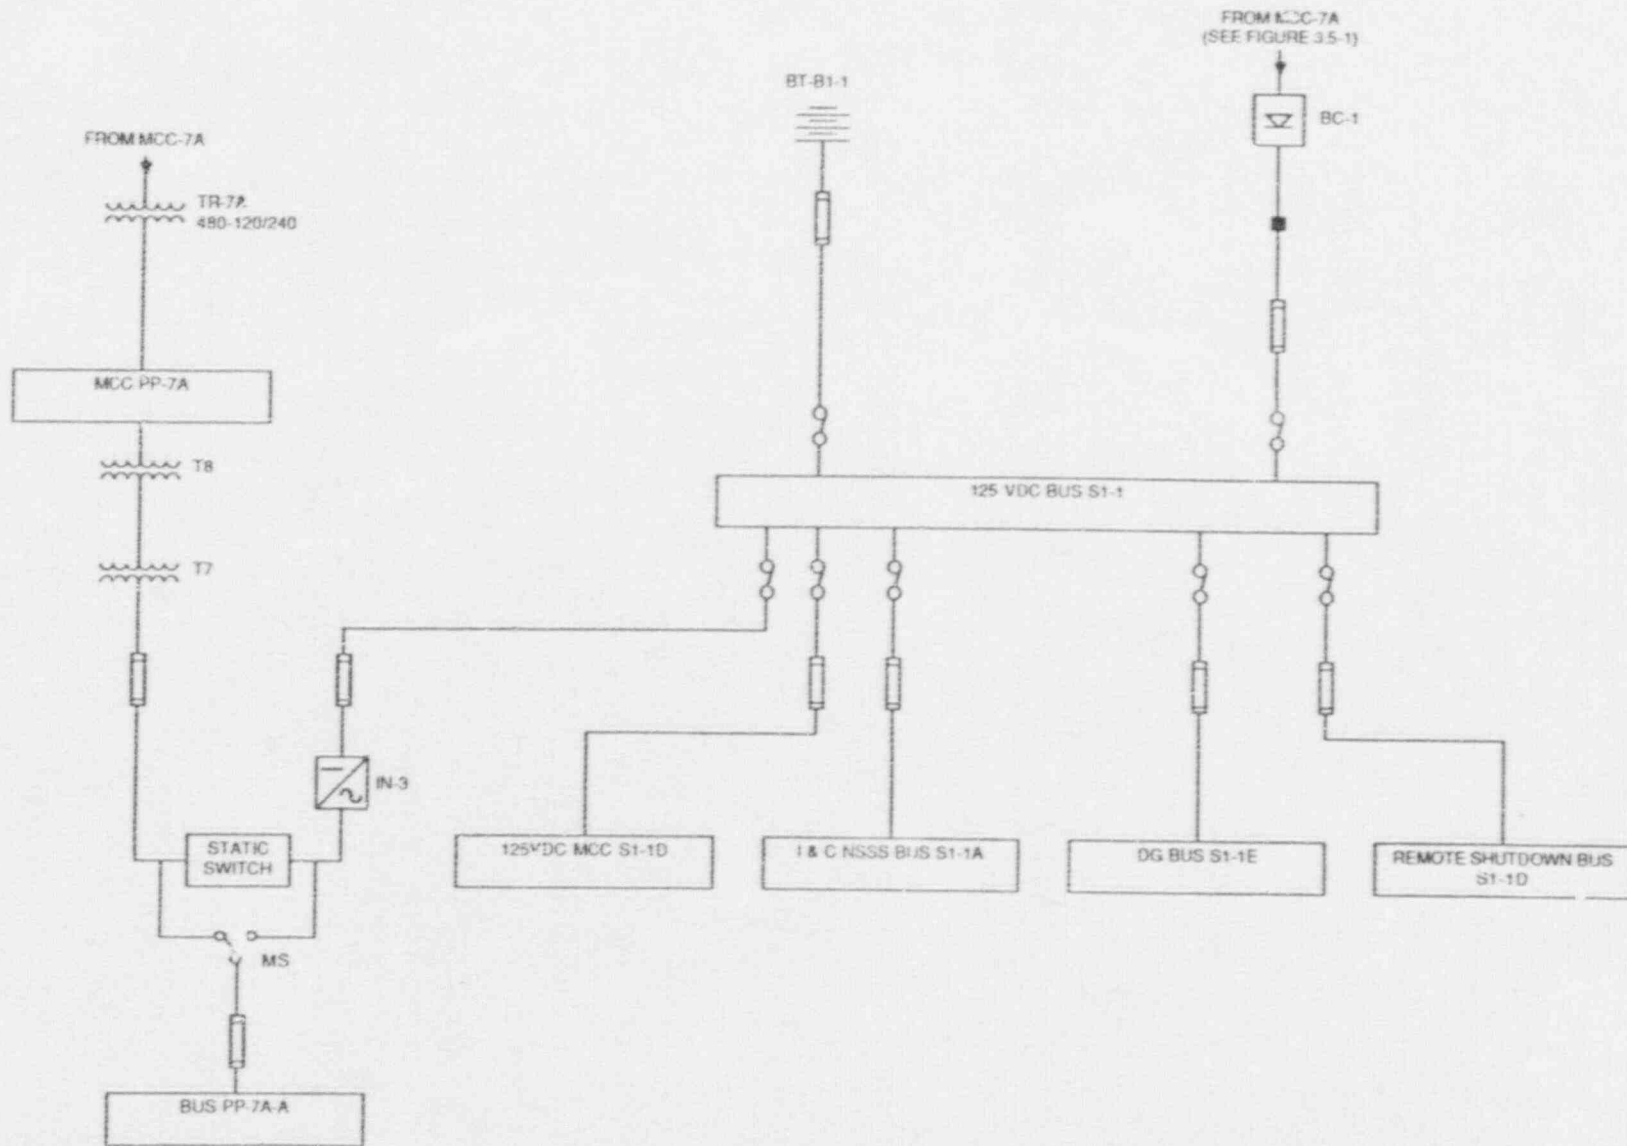 FROM MCC-7A
(SEE FIGURE 3.5-1)
BT-B1-1
BC-1
FROM MCC-7A
TR-7A
480-120/240
MCC PP-7A
T8
125 VDC BUS S1-1
T7
IN-3
STATIC
SWITCH
125VDC MCC S1-1D
I & C NSSS BUS S1-1A
DG BUS S1-1E
REMOTE SHUTDOWN BUS
S1-1D
MS
BUS PP-7A-A